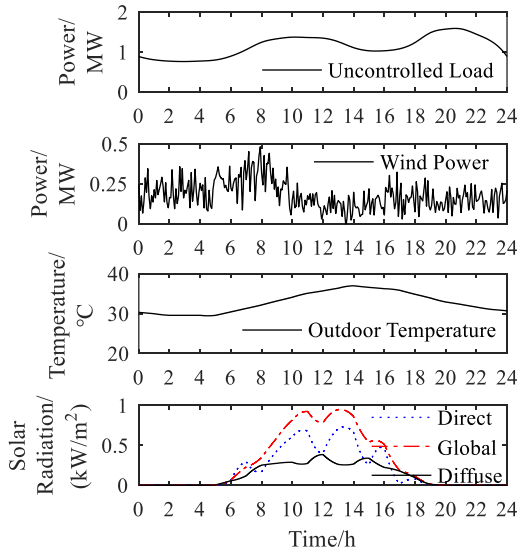 Power/
MW
2
1
0
Uncontrolled Load
0 2 4 6 8 10 12 14 16 18 20 22 24
Power/
MW
0.5
0.25
0
Wind Power
0 2 4 6 8 10 12 14 16 18 20 22 24
Temperature/
℃
40
30
20
Outdoor Temperature
0 2 4 6 8 10 12 14 16 18 20 22 24
Solar
Radiation/
(kW/m²)
1
0.5
0
Direct
Global
Diffuse
0 2 4 6 8 10 12 14 16 18 20 22 24
Time/h